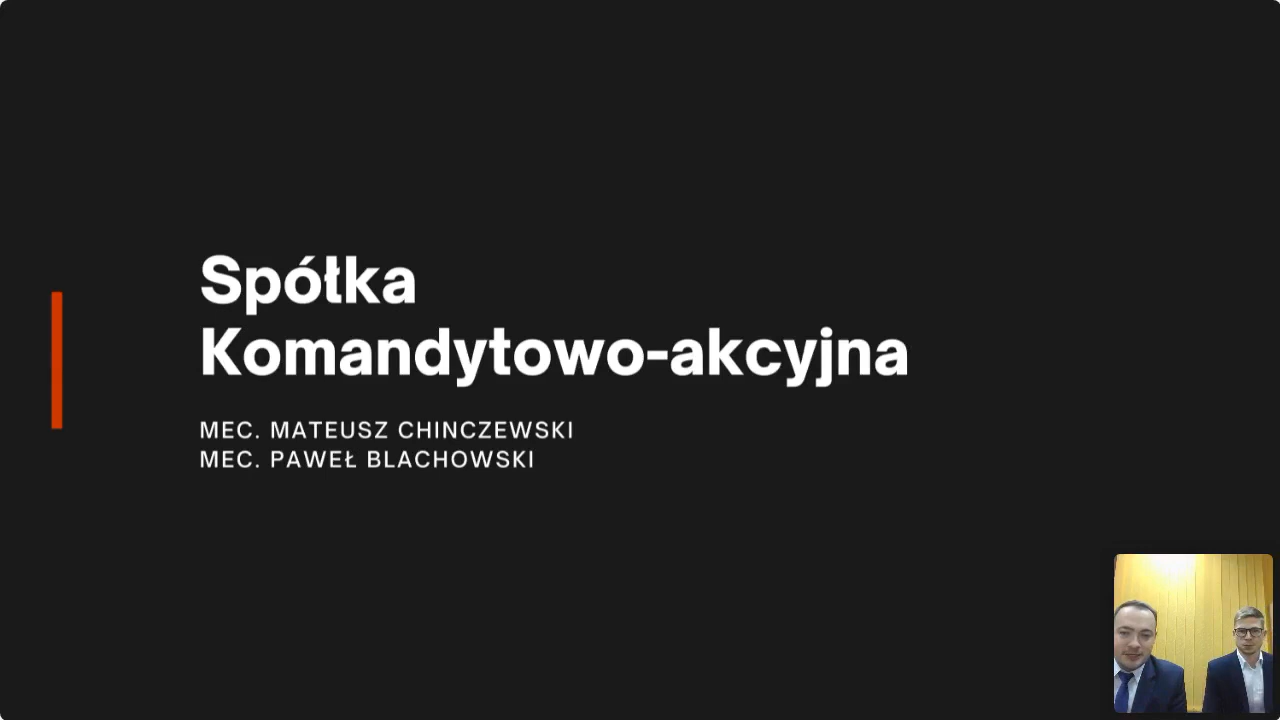 Spółka
Komandytowo-akcyjna
MEC. MATEUSZ CHINCZEWSKI
MEC. PAWEŁ BLACHOWSKI